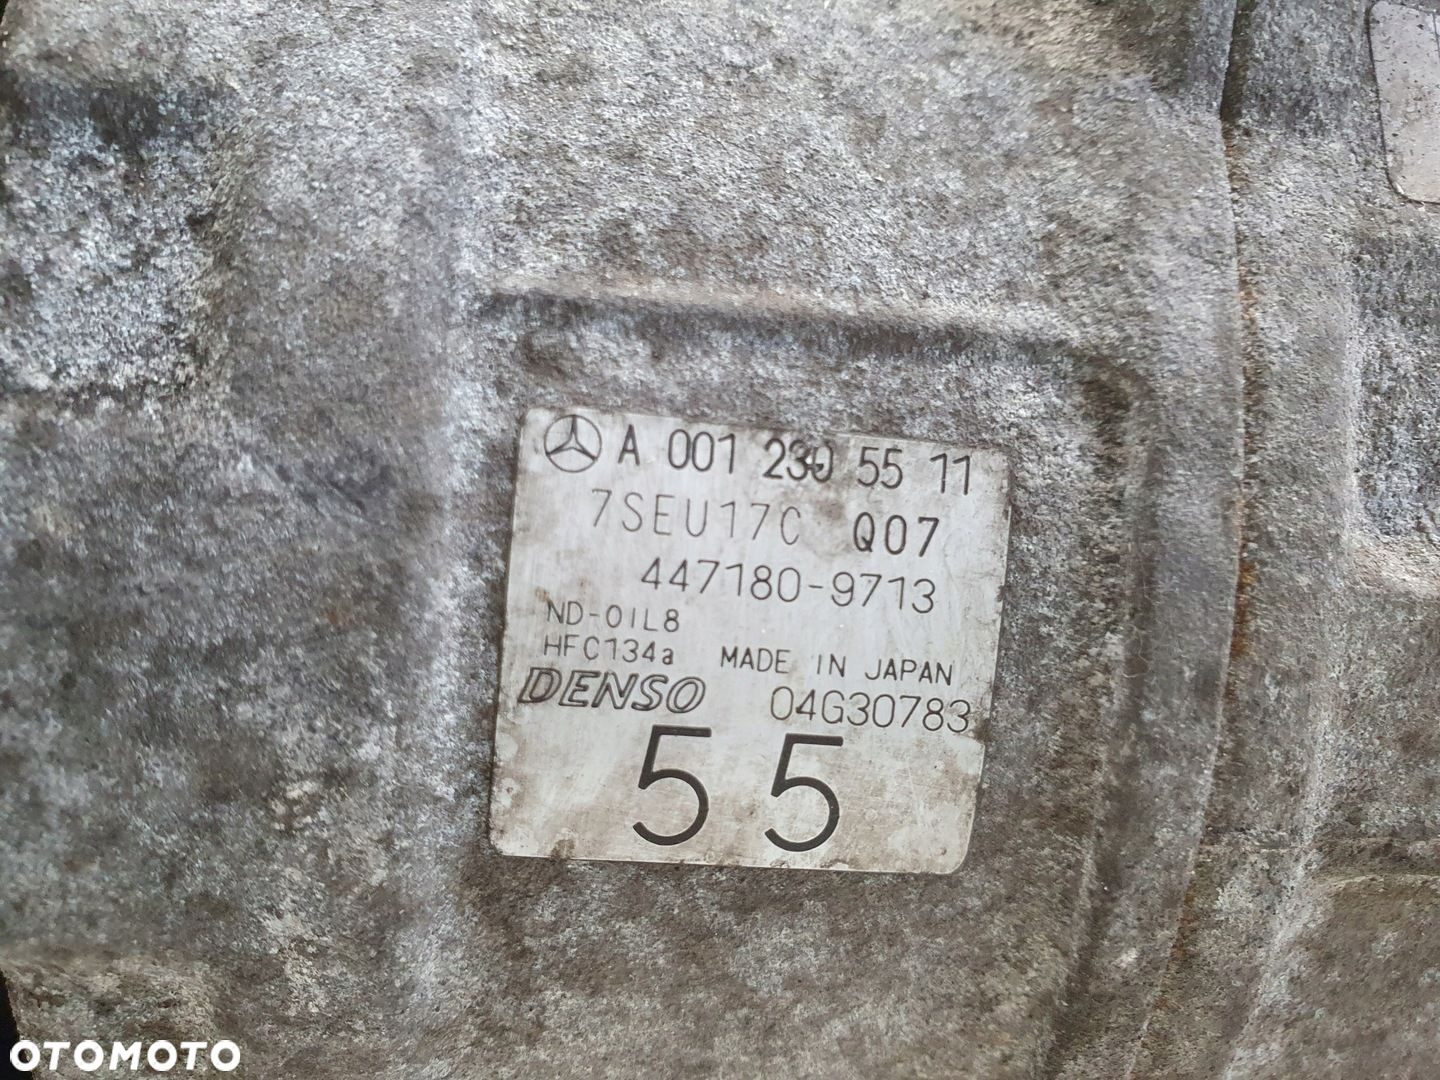 A 001 230 55 11
7SEU17C Q07
447180-9713
ND-OIL8
HFC134a MADE IN JAPAN
DENSO 04G30783
55
OTOMOTO